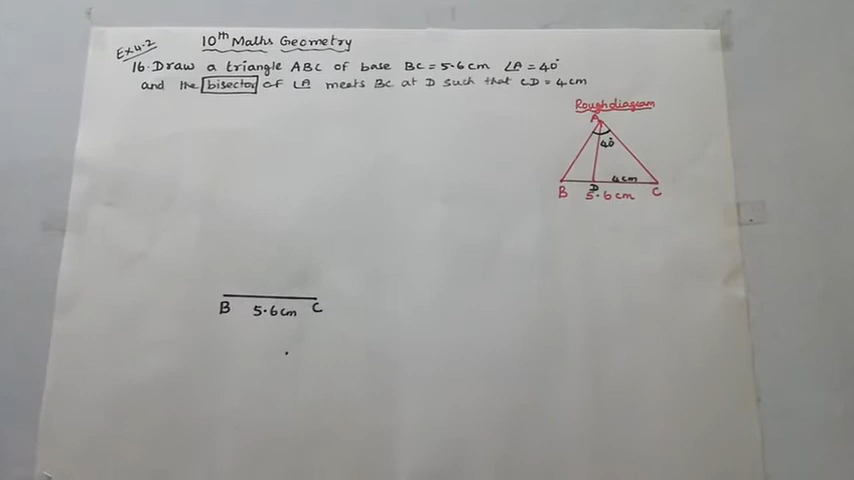 Ex 4.2
10th Maths Geometry
16. Draw a triangle ABC of base BC = 5.6 cm ∠A = 40°
and the bisector of ∠A meets BC at D such that CD = 4 cm
Rough diagram
A
40°
4cm
B D C
5.6 cm
B 5.6 cm C